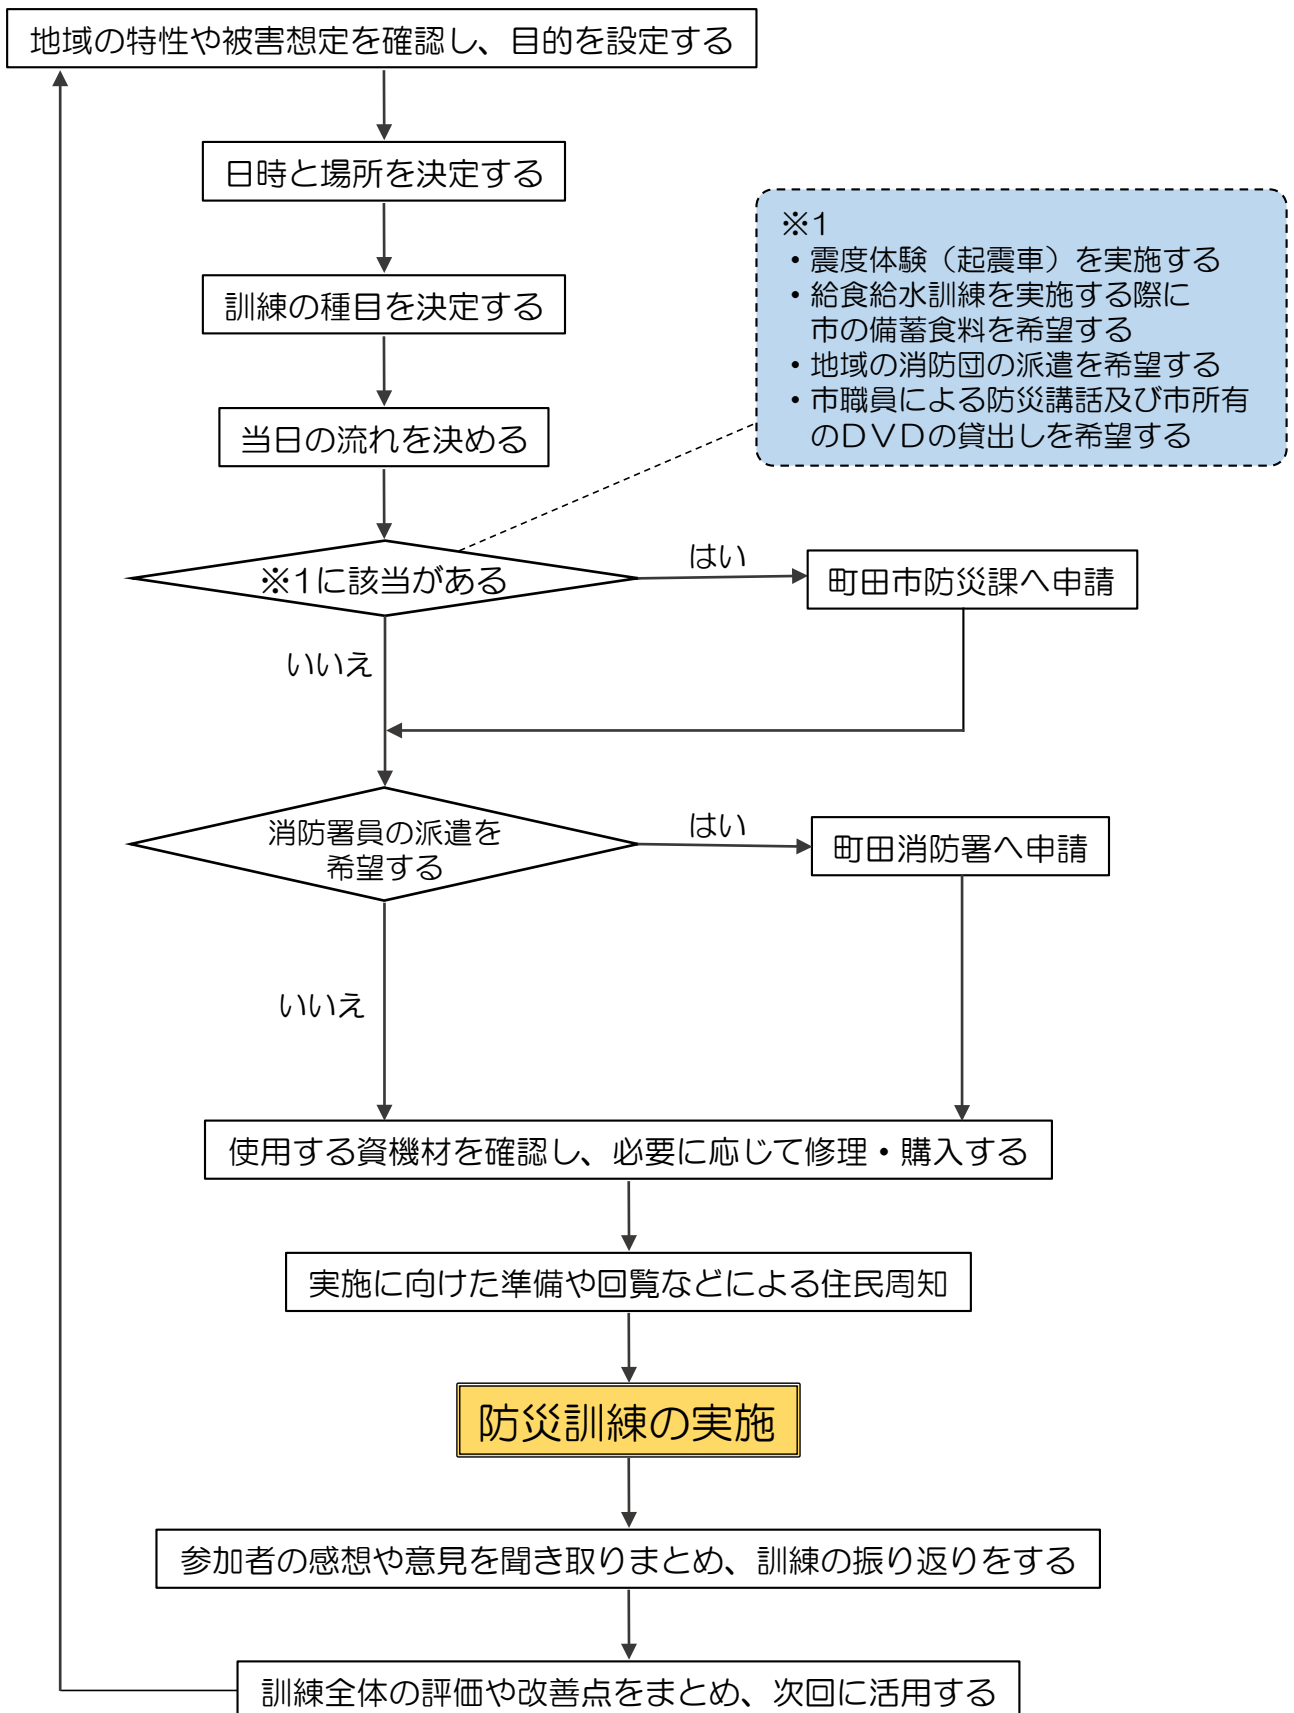 地域の特性や被害想定を確認し、目的を設定する
日時と場所を決定する
訓練の種目を決定する
当日の流れを決める
※1
・震度体験（起震車）を実施する
・給食給水訓練を実施する際に
市の備蓄食料を希望する
・地域の消防団の派遣を希望する
・市職員による防災講話及び市所有
のＤＶＤの貸出しを希望する
※1に該当がある
はい
町田市防災課へ申請
いいえ
消防署員の派遣を
希望する
はい
町田消防署へ申請
いいえ
使用する資機材を確認し、必要に応じて修理・購入する
実施に向けた準備や回覧などによる住民周知
防災訓練の実施
参加者の感想や意見を聞き取りまとめ、訓練の振り返りをする
訓練全体の評価や改善点をまとめ、次回に活用する